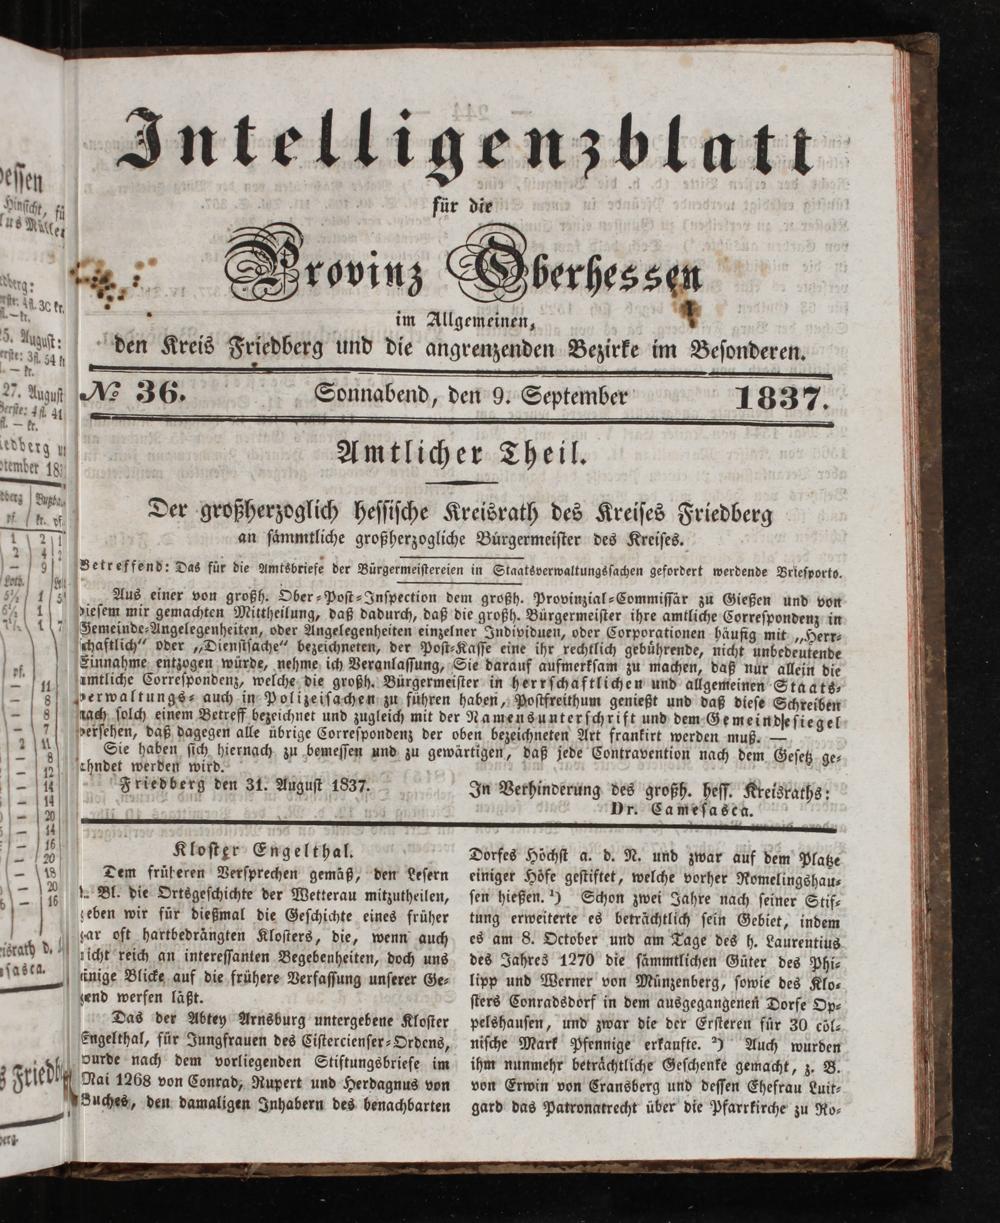 Intelligenzblatt
für die
Provinz Oberhessen
im Allgemeinen,
den Kreis Friedberg und die angrenzenden Bezirke im Besonderen.
№ 36. Sonnabend, den 9. September 1837.
Amtlicher Theil.
Der großherzoglich hessische Kreisrath des Kreises Friedberg
an sämmtliche großherzogliche Bürgermeister des Kreises.
Betreffend: Das für die Amtsbriefe der Bürgermeistereien in Staatsverwaltungssachen gefordert werdende Briefporto.
Aus einer von großh. Ober-Post-Inspection dem großh. Provinzial-Commissär zu Gießen und von
diesem mir gemachten Mittheilung, daß dadurch, daß die großh. Bürgermeister ihre amtliche Correspondenz in
Gemeinde-Angelegenheiten, oder Angelegenheiten einzelner Individuen, oder Corporationen häufig mit „Herr-
schaftlich“ oder „Dienstsache“ bezeichneten, der Post-Kasse eine ihr rechtlich gebührende, nicht unbedeutende
Einnahme entzogen würde, nehme ich Veranlassung, Sie darauf aufmerksam zu machen, daß nur allein die
amtliche Correspondenz, welche die großh. Bürgermeister in herrschaftlichen und allgemeinen Staats-
verwaltungs- auch in Polizeisachen zu führen haben, Postfreithum genießt und daß diese Schreiben
nach solch einem Betreff bezeichnet und zugleich mit der Namensunterschrift und dem Gemeindesiegel
versehen, daß dagegen alle übrige Correspondenz der oben bezeichneten Art frankirt werden muß. —
Sie haben sich hiernach zu bemessen und zu gewärtigen, daß jede Contravention nach dem Gesetz ge-
ahndet werden wird.
Friedberg den 31. August 1837. In Verhinderung des großh. hess. Kreisraths:
Dr. Camesasca.
Kloster Engelthal.
Dem früheren Versprechen gemäß, den Lesern
d. Bl. die Ortsgeschichte der Wetterau mitzutheilen,
geben wir für dießmal die Geschichte eines früher
gar oft hartbedrängten Klosters, die, wenn auch
nicht reich an interessanten Begebenheiten, doch uns
einige Blicke auf die frühere Verfassung unserer Ge-
gend werfen läßt.
Das der Abtey Arnsburg untergebene Kloster
Engelthal, für Jungfrauen des Cistercienser-Ordens,
wurde nach dem vorliegenden Stiftungsbriefe im
Mai 1268 von Conrad, Rupert und Herdagnus von
Buches, den damaligen Inhabern des benachbarten
Dorfes Höchst a. d. N. und zwar auf dem Platze
einiger Höfe gestiftet, welche vorher Romelingshau-
sen hießen. ¹) Schon zwei Jahre nach seiner Stif-
tung erweiterte es beträchtlich sein Gebiet, indem
es am 8. October und am Tage des h. Laurentius
des Jahres 1270 die sämmtlichen Güter des Phi-
lipp und Werner von Münzenberg, sowie des Klo-
sters Conradsdorf in dem ausgegangenen Dorfe Op-
pelshausen, und zwar die der Ersteren für 30 cöl-
nische Mark Pfennige erkaufte. ²) Auch wurden
ihm nunmehr beträchtliche Geschenke gemacht, z. B.
von Erwin von Cransberg und dessen Ehefrau Luit-
gard das Patronatrecht über die Pfarrkirche zu Ro-